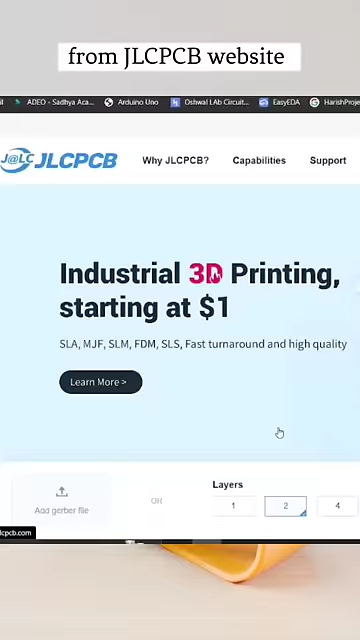 from JLCPCB website
ADEO - Sadhya Aca...
Arduino Uno
Oshwal LAb Circuit...
EasyEDA
HarishProje
J@LC JLCPCB
Why JLCPCB?
Capabilities
Support
Industrial 3D Printing,
starting at $1
SLA, MJF, SLM, FDM, SLS, Fast turnaround and high quality
Learn More >
Layers
Add gerber file
OR
1
2
4
lcpcb.com